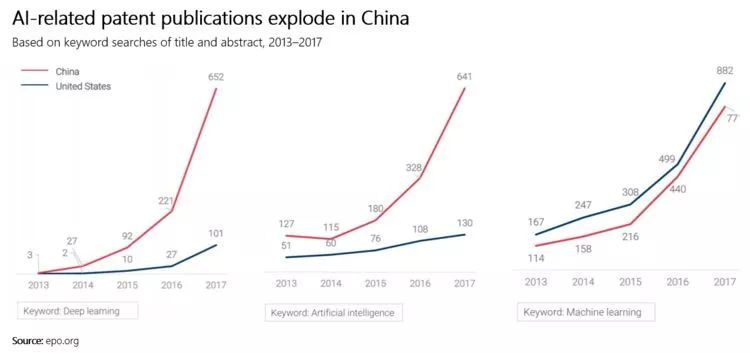 AI-related patent publications explode in China
Based on keyword searches of title and abstract, 2013–2017
China
United States
652
221
92
27
2
3
10
27
101
2013 2014 2015 2016 2017
Keyword: Deep learning
641
328
180
127
115
51
60
76
108
130
2013 2014 2015 2016 2017
Keyword: Artificial intelligence
882
77
499
440
308
247
216
167
158
114
2013 2014 2015 2016 2017
Keyword: Machine learning
Source: epo.org